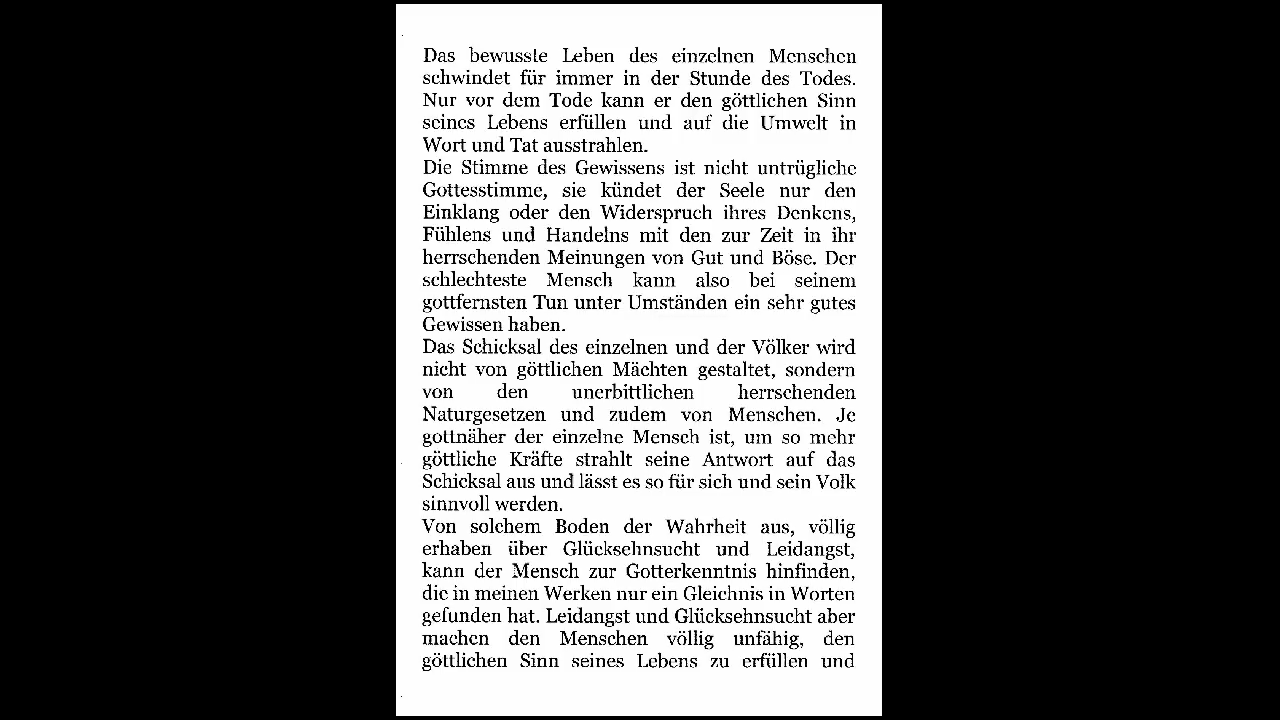 Das bewusste Leben des einzelnen Menschen
schwindet für immer in der Stunde des Todes.
Nur vor dem Tode kann er den göttlichen Sinn
seines Lebens erfüllen und auf die Umwelt in
Wort und Tat ausstrahlen.
Die Stimme des Gewissens ist nicht untrügliche
Gottesstimme, sie kündet der Seele nur den
Einklang oder den Widerspruch ihres Denkens,
Fühlens und Handelns mit den zur Zeit in ihr
herrschenden Meinungen von Gut und Böse. Der
schlechteste Mensch kann also bei seinem
gottfernsten Tun unter Umständen ein sehr gutes
Gewissen haben.
Das Schicksal des einzelnen und der Völker wird
nicht von göttlichen Mächten gestaltet, sondern
von den unerbittlichen herrschenden
Naturgesetzen und zudem von Menschen. Je
gottnäher der einzelne Mensch ist, um so mehr
göttliche Kräfte strahlt seine Antwort auf das
Schicksal aus und lässt es so für sich und sein Volk
sinnvoll werden.
Von solchem Boden der Wahrheit aus, völlig
erhaben über Glücksehnsucht und Leidangst,
kann der Mensch zur Gotterkenntnis hinfinden,
die in meinen Werken nur ein Gleichnis in Worten
gefunden hat. Leidangst und Glücksehnsucht aber
machen den Menschen völlig unfähig, den
göttlichen Sinn seines Lebens zu erfüllen und